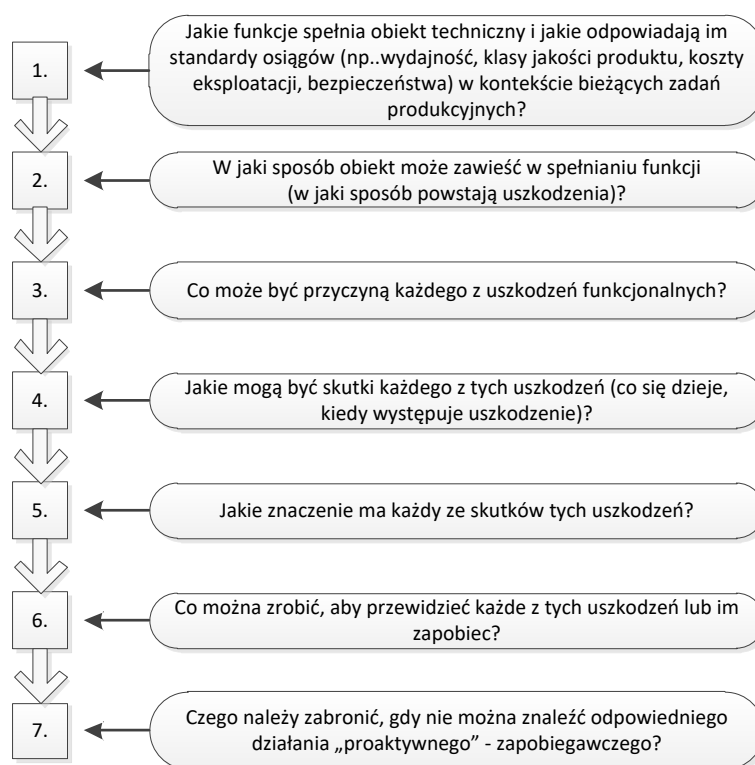 1.
Jakie funkcje spełnia obiekt techniczny i jakie odpowiadają im
standardy osiągów (np..wydajność, klasy jakości produktu, koszty
eksploatacji, bezpieczeństwa) w kontekście bieżących zadań
produkcyjnych?
2.
W jaki sposób obiekt może zawieść w spełnianiu funkcji
(w jaki sposób powstają uszkodzenia)?
3.
Co może być przyczyną każdego z uszkodzeń funkcjonalnych?
4.
Jakie mogą być skutki każdego z tych uszkodzeń (co się dzieje,
kiedy występuje uszkodzenie)?
5.
Jakie znaczenie ma każdy ze skutków tych uszkodzeń?
6.
Co można zrobić, aby przewidzieć każde z tych uszkodzeń lub im
zapobiec?
7.
Czego należy zabronić, gdy nie można znaleźć odpowiedniego
działania „proaktywnego” - zapobiegawczego?